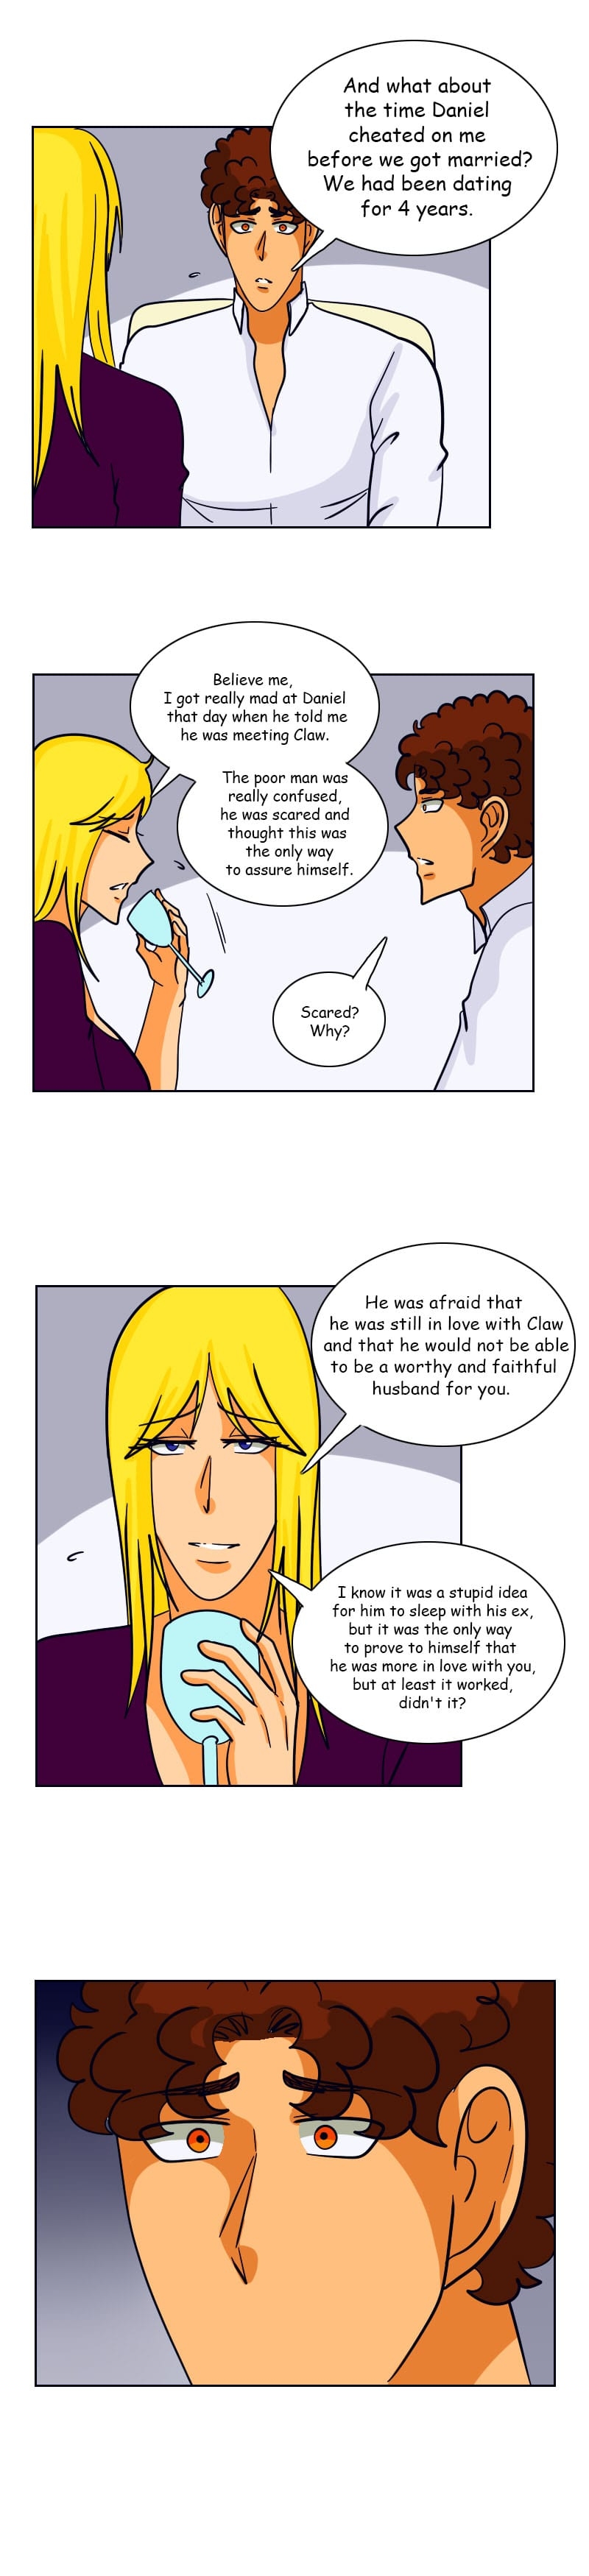 And what about
the time Daniel
cheated on me
before we got married?
We had been dating
for 4 years.
Believe me,
I got really mad at Daniel
that day when he told me
he was meeting Claw.
The poor man was
really confused,
he was scared and
thought this was
the only way
to assure himself.
Scared?
Why?
He was afraid that
he was still in love with Claw
and that he would not be able
to be a worthy and faithful
husband for you.
I know it was a stupid idea
for him to sleep with his ex,
but it was the only way
to prove to himself that
he was more in love with you,
but at least it worked,
didn't it?